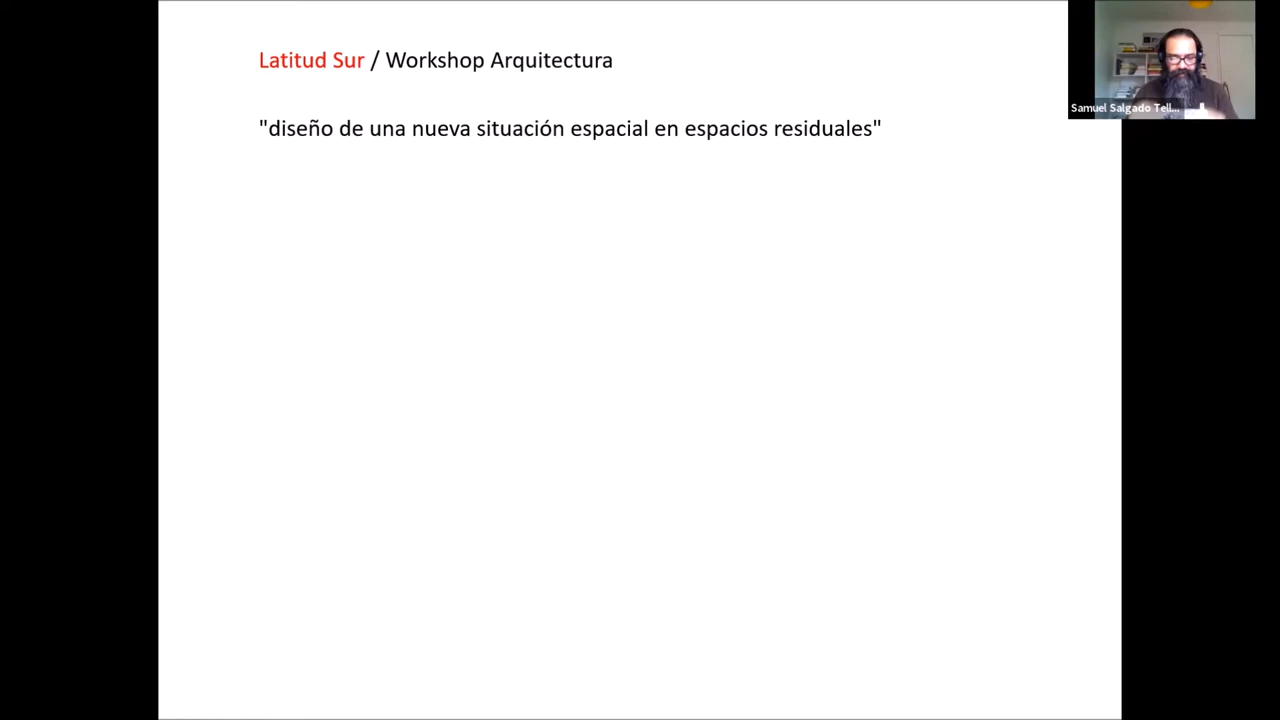 Latitud Sur / Workshop Arquitectura
"diseño de una nueva situación espacial en espacios residuales"
Samuel Salgado Tell...